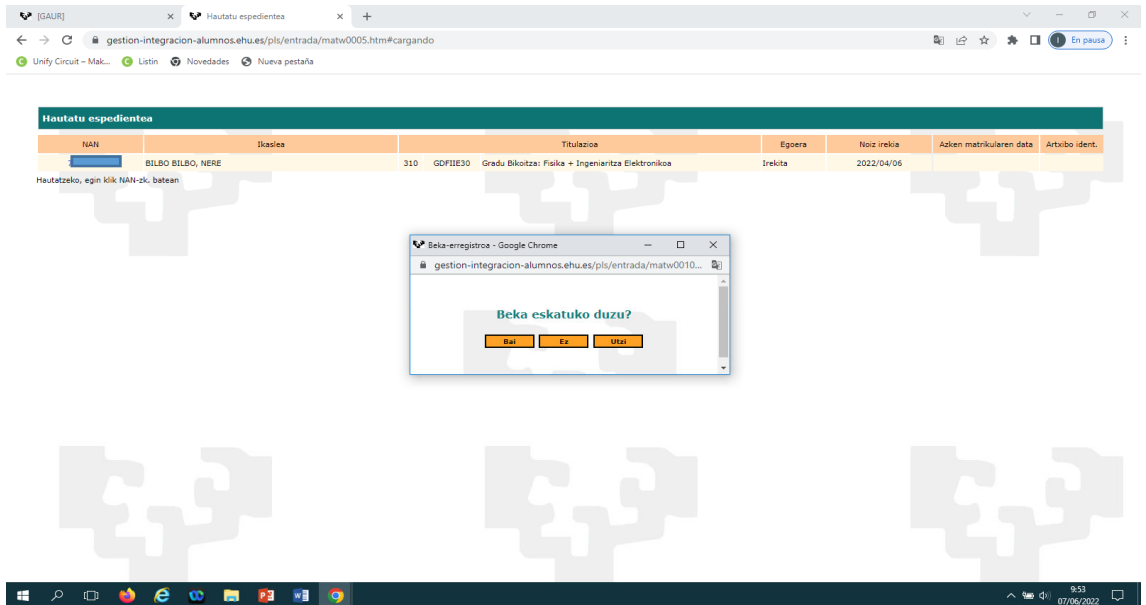 [GAUR]
Hautatu espedientea
gestion-integracion-alumnos.ehu.es/pls/entrada/matw0005.htm#cargando
En pausa
Unify Circuit – Mak...
Listin
Novedades
Nueva pestaña
Hautatu espedientea
NAN Ikaslea Titulazioa Egoera Noiz irekia Azken matrikularen data Artxibo ident.
BILBO BILBO, NERE 310 GDFIIE30 Gradu Bikoitza: Fisika + Ingeniaritza Elektronikoa Irekita 2022/04/06
Hautatzeko, egin klik NAN-zk. batean
Beka-erregistroa - Google Chrome
gestion-integracion-alumnos.ehu.es/pls/entrada/matw0010...
Beka eskatuko duzu?
Bai Ez Utzi
9:53
07/06/2022